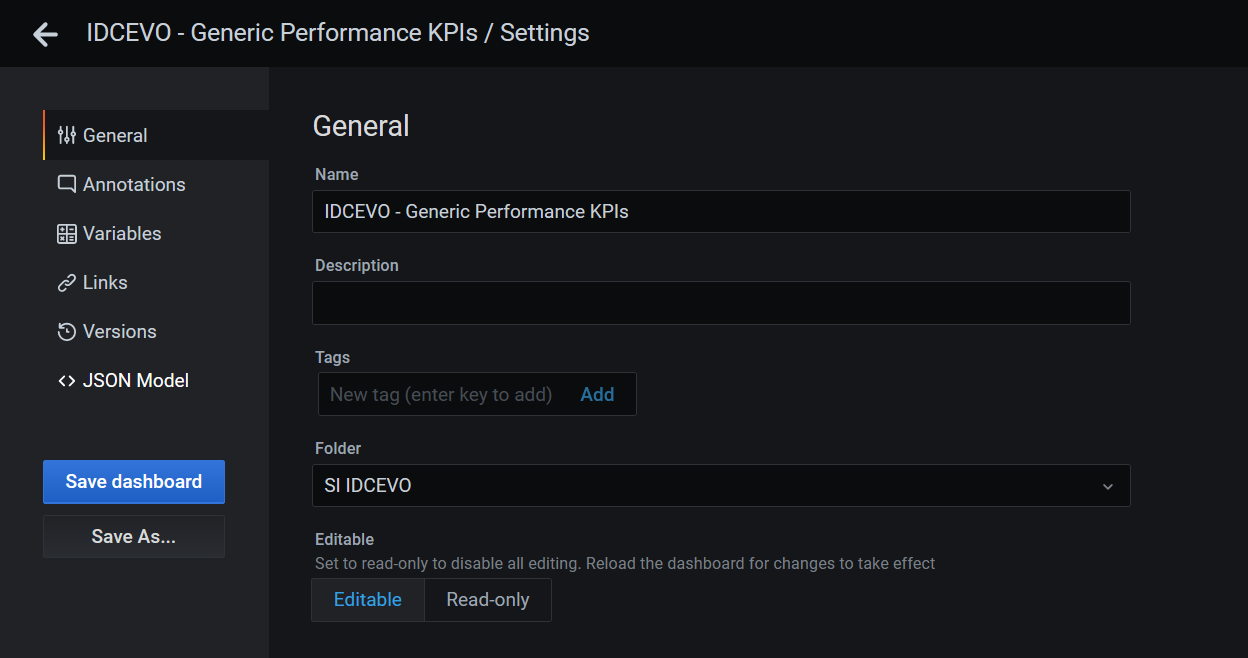 IDCEVO - Generic Performance KPIs / Settings
General
Annotations
Variables
Links
Versions
JSON Model
Save dashboard
Save As...
General
Name
IDCEVO - Generic Performance KPIs
Description
Tags
New tag (enter key to add) Add
Folder
SI IDCEVO
Editable
Set to read-only to disable all editing. Reload the dashboard for changes to take effect
Editable Read-only